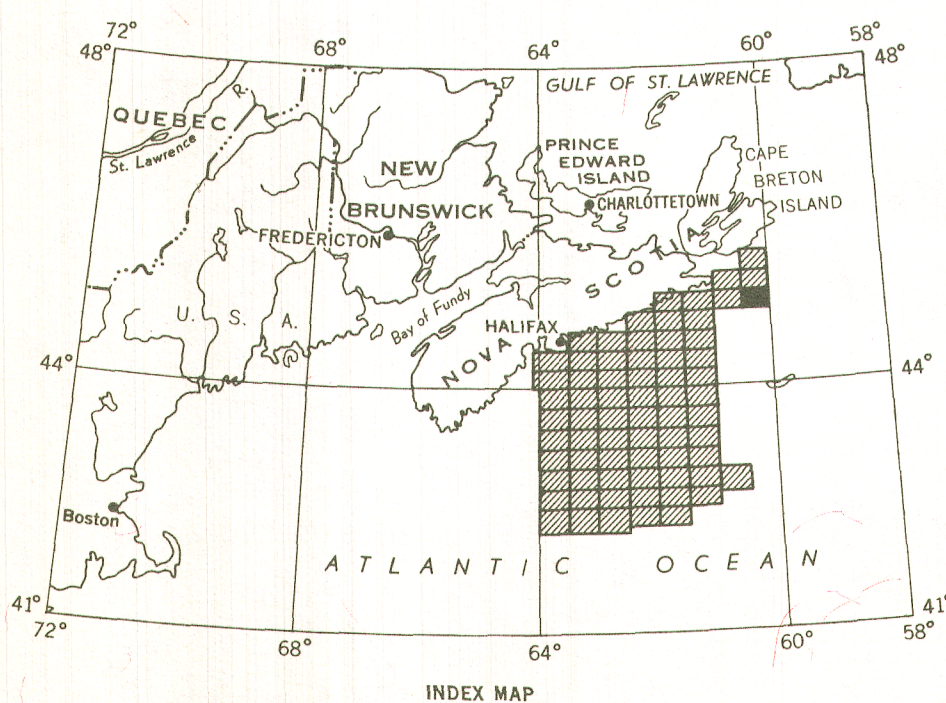 72° 68° 64° 60° 58°
48° 48°
GULF OF ST. LAWRENCE
R.
QUEBEC
St. Lawrence
PRINCE
EDWARD
ISLAND
CAPE
BRETON
ISLAND
NEW
BRUNSWICK
CHARLOTTETOWN
FREDERICTON
SCOTIA
U. S. A.
Bay of Fundy
HALIFAX
NOVA
44° 44°
Boston
ATLANTIC OCEAN
41° 41°
72° 68° 64° 60° 58°
INDEX MAP